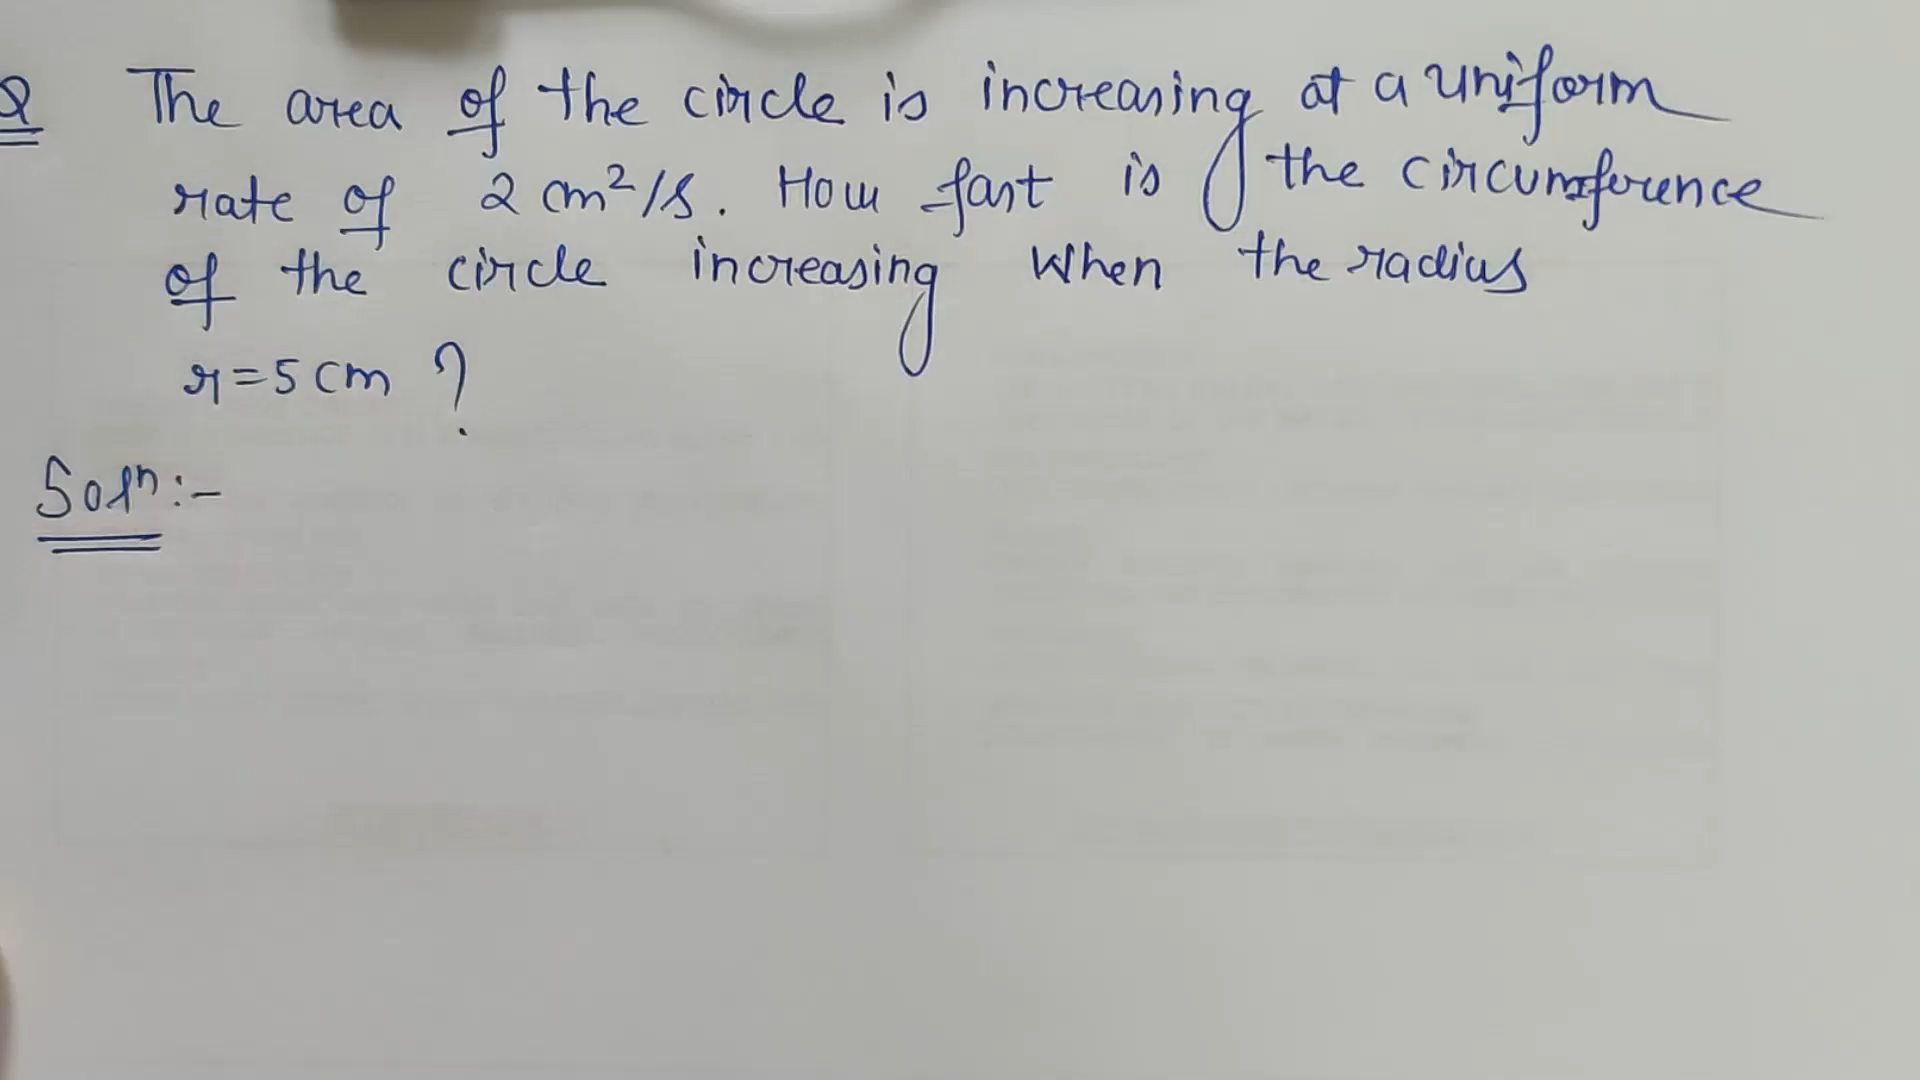 Q The area of the circle is increasing at a uniform
rate of 2 cm²/s. How fast is the circumference
of the circle increasing when the radius
r=5 cm ?
Solⁿ:-